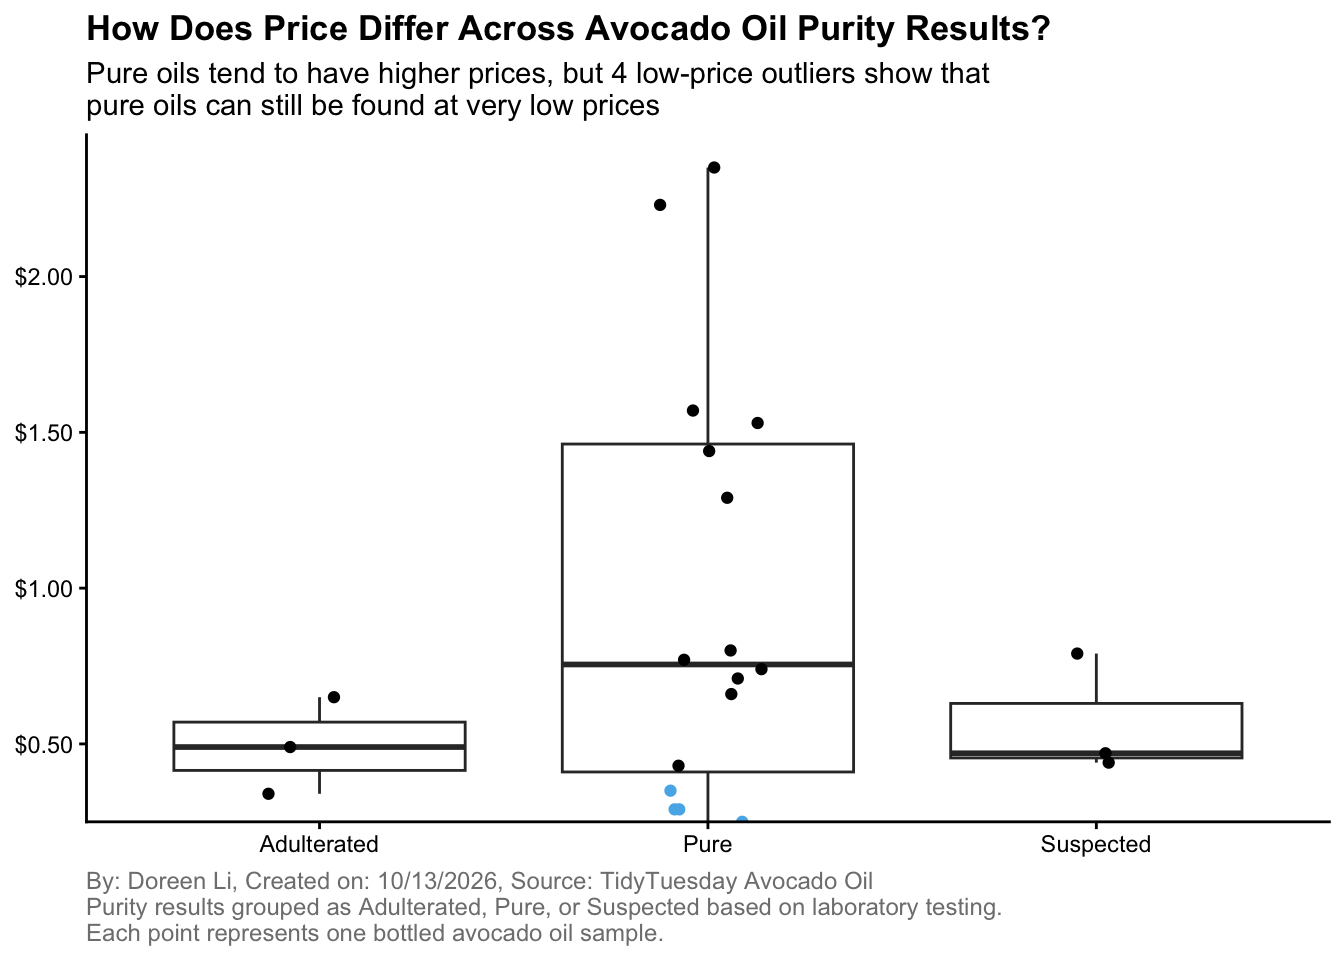 How Does Price Differ Across Avocado Oil Purity Results?
Pure oils tend to have higher prices, but 4 low-price outliers show that
pure oils can still be found at very low prices
$2.00
$1.50
$1.00
$0.50
Adulterated
Pure
Suspected
By: Doreen Li, Created on: 10/13/2026, Source: TidyTuesday Avocado Oil
Purity results grouped as Adulterated, Pure, or Suspected based on laboratory testing.
Each point represents one bottled avocado oil sample.